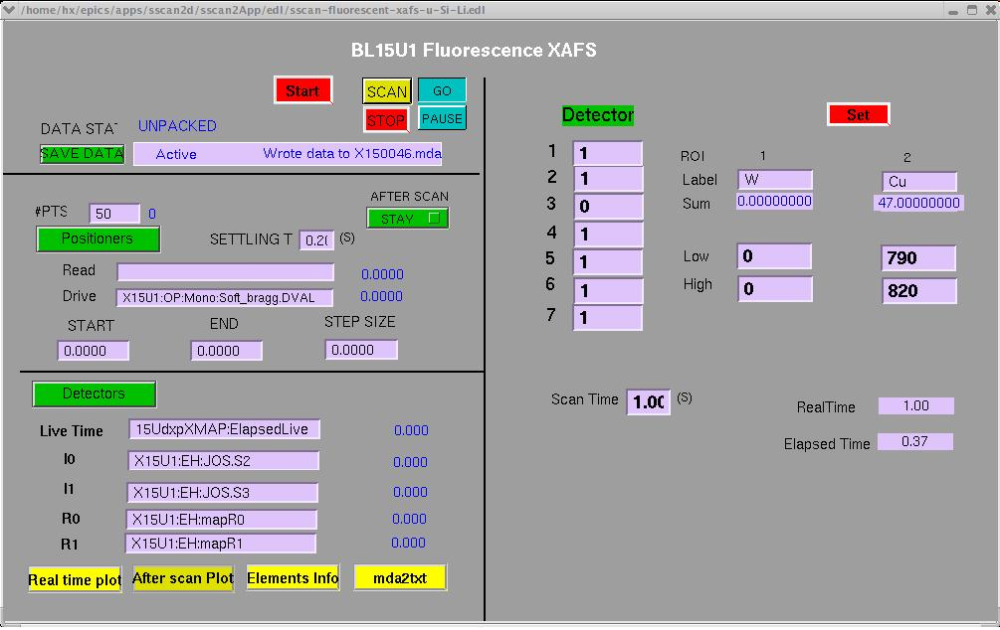 /home/hx/epics/apps/sscan2d/sscan2App/edl/sscan-fluorescent-xafs-u-Si-Li.edl
BL15U1 Fluorescence XAFS
Start
SCAN GO
STOP PAUSE
DATA STAT UNPACKED
SAVE DATA Active Wrote data to X150046.mda
#PTS 50 0
AFTER SCAN
STAY
Positioners SETTLING T 0.20 (S)
Read 0.0000
Drive X15U1:OP:Mono:Soft_bragg.DVAL 0.0000
START END STEP SIZE
0.0000 0.0000 0.0000
Detectors
Live Time 15UdxpXMAP:ElapsedLive 0.000
I0 X15U1:EH:JOS.S2 0.000
I1 X15U1:EH:JOS.S3 0.000
R0 X15U1:EH:mapR0 0.000
R1 X15U1:EH:mapR1 0.000
Real time plot After scan Plot Elements Info mda2txt
Detector Set
1 1
2 1
3 0
4 1
5 1
6 1
7 1
ROI 1 2
Label W Cu
Sum 0.00000000 47.00000000
Low 0 790
High 0 820
Scan Time 1.00 (S)
RealTime 1.00
Elapsed Time 0.37